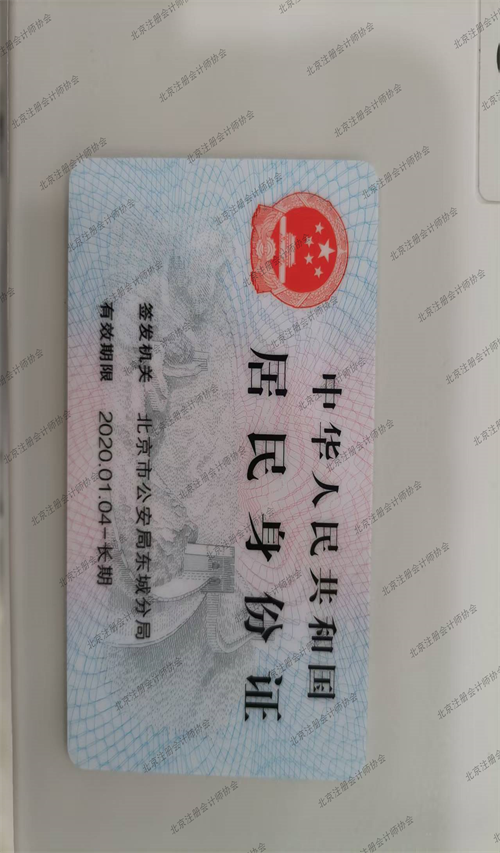 中华人民共和国
居民身份证
签发机关 北京市公安局东城分局
有效期限 2020.01.04-长期
北京注册会计师协会